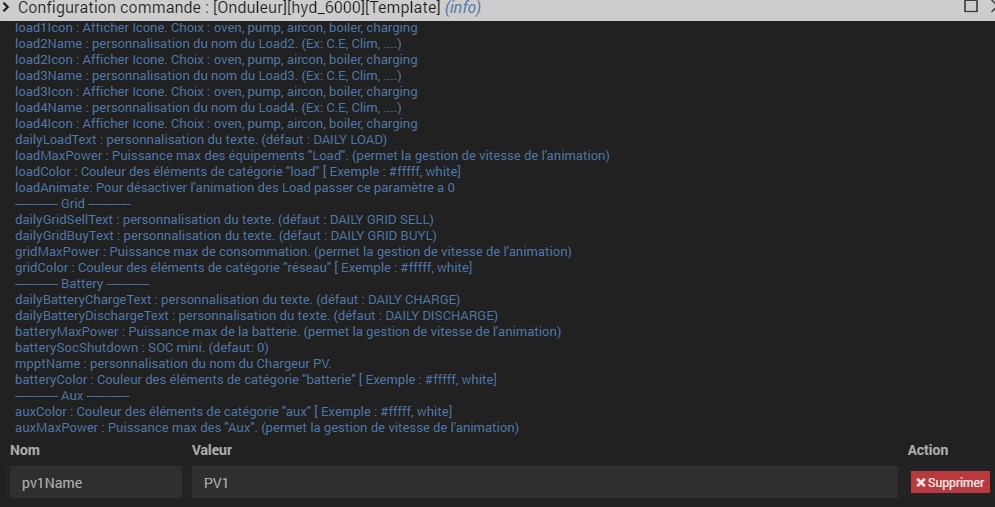 Configuration commande : [Onduleur][hyd_6000][Template] (info)
load1Icon : Afficher Icone. Choix : oven, pump, aircon, boiler, charging
load2Name : personnalisation du nom du Load2. (Ex: C.E, Clim, ....)
load2Icon : Afficher Icone. Choix : oven, pump, aircon, boiler, charging
load3Name : personnalisation du nom du Load3. (Ex: C.E, Clim, ....)
load3Icon : Afficher Icone. Choix : oven, pump, aircon, boiler, charging
load4Name : personnalisation du nom du Load4. (Ex: C.E, Clim, ....)
load4Icon : Afficher Icone. Choix : oven, pump, aircon, boiler, charging
dailyLoadText : personnalisation du texte. (défaut : DAILY LOAD)
loadMaxPower : Puissance max des équipements "Load". (permet la gestion de vitesse de l'animation)
loadColor : Couleur des éléments de catégorie "load" [ Exemple : #fffff, white]
loadAnimate: Pour désactiver l'animation des Load passer ce paramètre a 0
------------ Grid ------------
dailyGridSellText : personnalisation du texte. (défaut : DAILY GRID SELL)
dailyGridBuyText : personnalisation du texte. (défaut : DAILY GRID BUYL)
gridMaxPower : Puissance max de consommation. (permet la gestion de vitesse de l'animation)
gridColor : Couleur des éléments de catégorie "réseau" [ Exemple : #fffff, white]
------------ Battery ------------
dailyBatteryChargeText : personnalisation du texte. (défaut : DAILY CHARGE)
dailyBatteryDischargeText : personnalisation du texte. (défaut : DAILY DISCHARGE)
batteryMaxPower : Puissance max de la batterie. (permet la gestion de vitesse de l'animation)
batterySocShutdown : SOC mini. (defaut: 0)
mpptName : personnalisation du nom du Chargeur PV.
batteryColor : Couleur des éléments de catégorie "batterie" [ Exemple : #fffff, white]
------------ Aux ------------
auxColor : Couleur des éléments de catégorie "aux" [ Exemple : #fffff, white]
auxMaxPower : Puissance max des "Aux". (permet la gestion de vitesse de l'animation)
Nom Valeur Action
pv1Name PV1 Supprimer